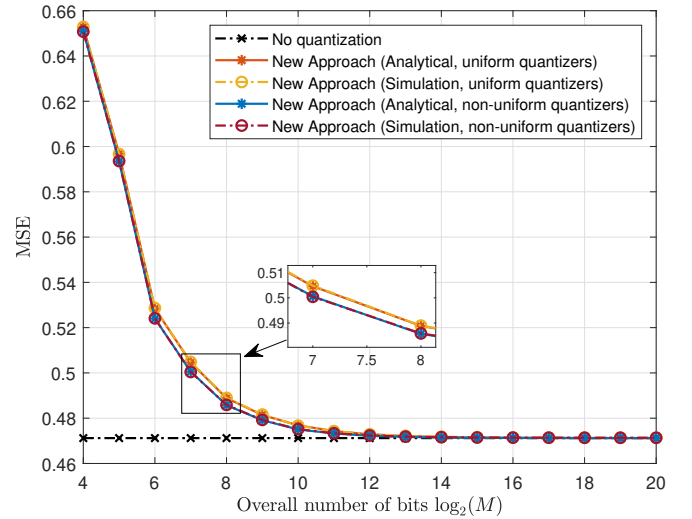 0.66
0.64
0.62
0.6
0.58
0.56
0.54
0.52
0.5
0.48
0.46
MSE
No quantization
New Approach (Analytical, uniform quantizers)
New Approach (Simulation, uniform quantizers)
New Approach (Analytical, non-uniform quantizers)
New Approach (Simulation, non-uniform quantizers)
0.51
0.5
0.49
7 7.5 8
4 6 8 10 12 14 16 18 20
Overall number of bits log₂(M)